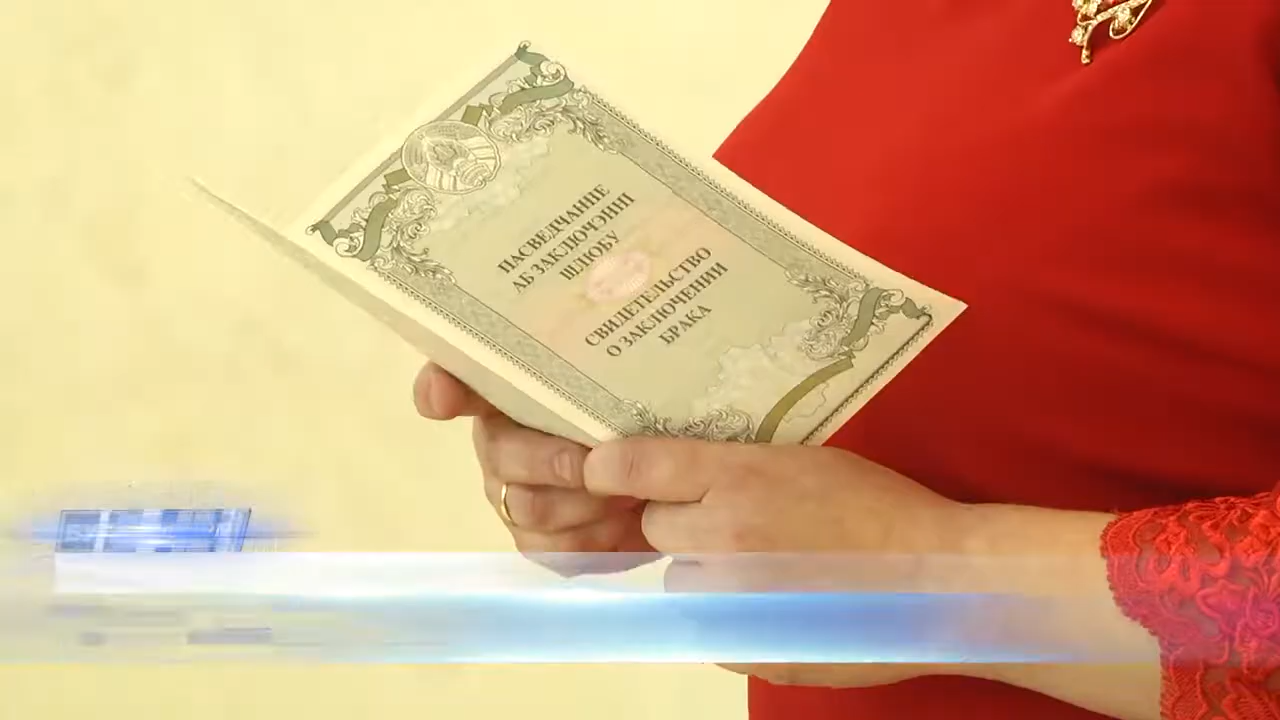 ПАСВЕДЧАННЕ
АБ ЗАКЛЮЧЭННІ
ШЛЮБУ
СВИДЕТЕЛЬСТВО
О ЗАКЛЮЧЕНИИ
БРАКА